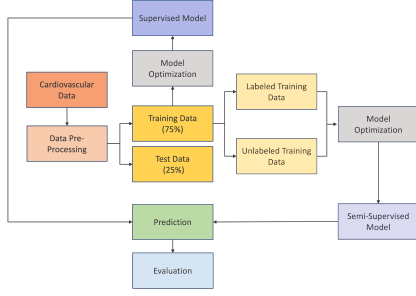 Supervised Model
Model
Optimization
Cardiovascular
Data
Training Data
(75%)
Labeled Training
Data
Model
Optimization
Data Pre-
Processing
Test Data
(25%)
Unlabeled Training
Data
Prediction
Semi-Supervised
Model
Evaluation